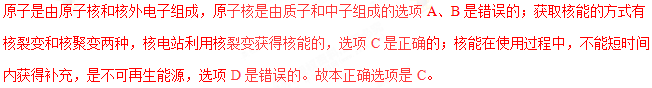 原子是由原子核和核外电子组成，原子核是由质子和中子组成的选项 A、B 是错误的；获取核能的方式有
核裂变和核聚变两种，核电站利用核裂变获得核能的，选项 C 是正确的；核能在使用过程中，不能短时间
内获得补充，是不可再生能源，选项 D 是错误的。故本正确选项是 C。